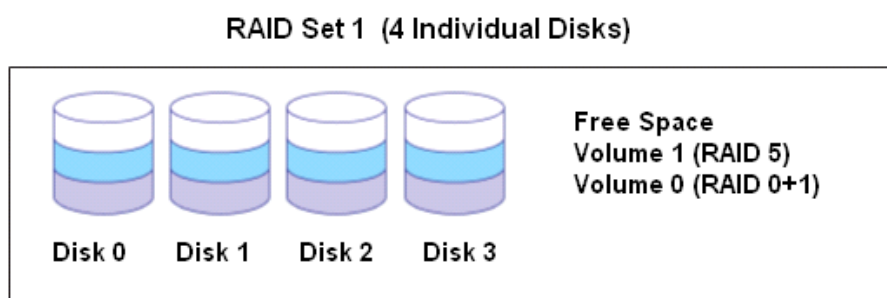 RAID Set 1 (4 Individual Disks)
Free Space
Volume 1 (RAID 5)
Volume 0 (RAID 0+1)
Disk 0 Disk 1 Disk 2 Disk 3